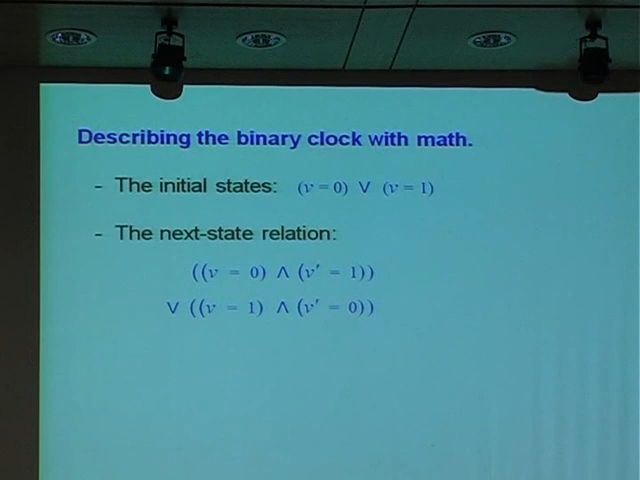 Describing the binary clock with math.
- The initial states: (v = 0) ∨ (v = 1)
- The next-state relation:
((v = 0) ∧ (v′ = 1))
∨ ((v = 1) ∧ (v′ = 0))